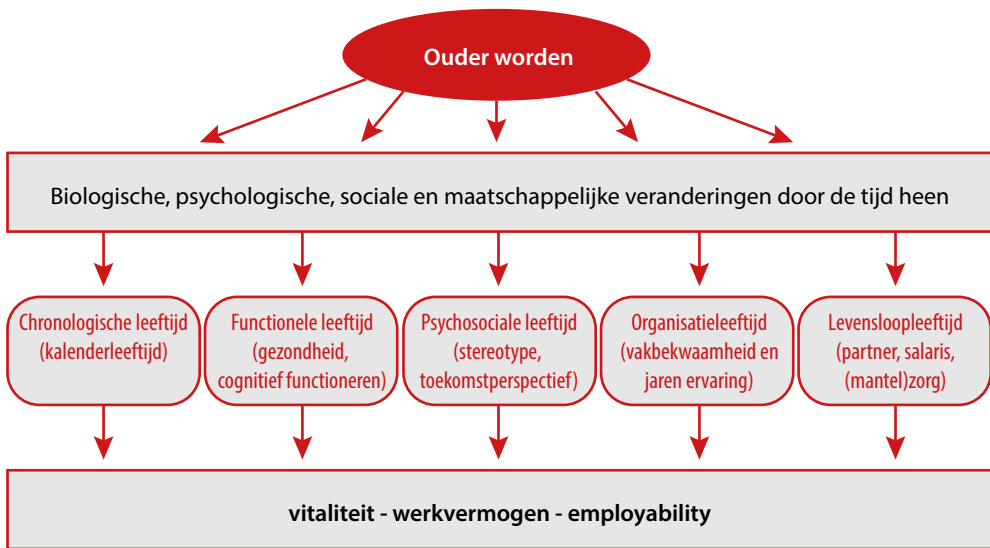 Ouder worden
Biologische, psychologische, sociale en maatschappelijke veranderingen door de tijd heen
Chronologische leeftijd
(kalenderleeftijd)
Functionele leeftijd
(gezondheid,
cognitief functioneren)
Psychosociale leeftijd
(stereotype,
toekomstperspectief)
Organisatieleeftijd
(vakbekwaamheid en
jaren ervaring)
Levensloopleeftijd
(partner, salaris,
(mantel)zorg)
vitaliteit - werkvermogen - employability